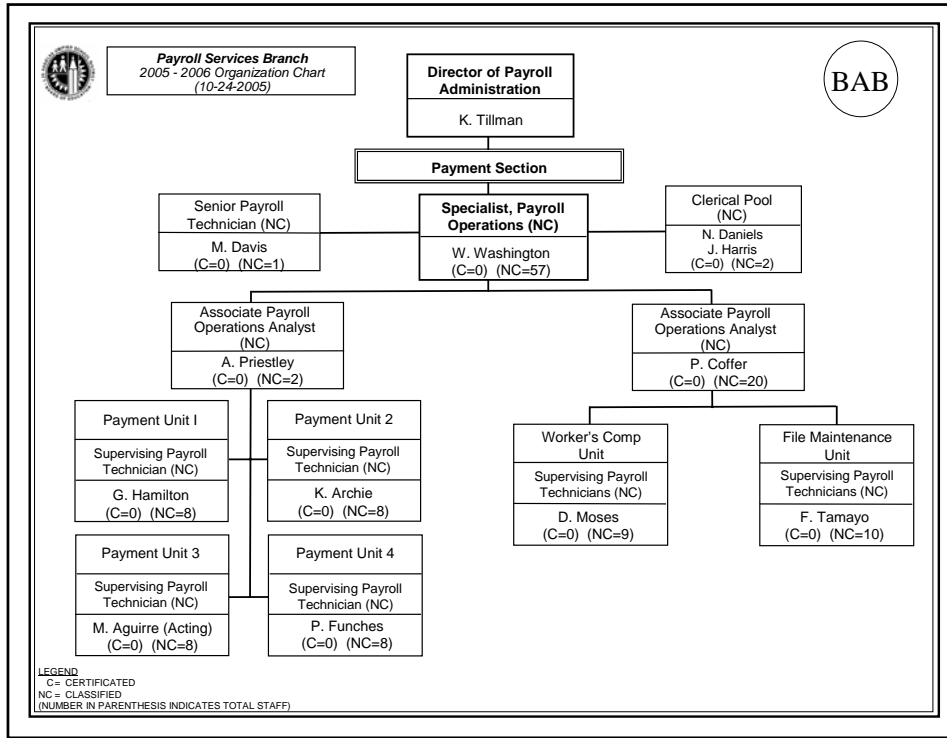 Payroll Services Branch
2005 - 2006 Organization Chart
(10-24-2005)
Director of Payroll
Administration
K. Tillman
BAB
Payment Section
Senior Payroll
Technician (NC)
M. Davis
(C=0) (NC=1)
Specialist, Payroll
Operations (NC)
W. Washington
(C=0) (NC=57)
Clerical Pool
(NC)
N. Daniels
J. Harris
(C=0) (NC=2)
Associate Payroll
Operations Analyst
(NC)
A. Priestley
(C=0) (NC=2)
Associate Payroll
Operations Analyst
(NC)
P. Coffer
(C=0) (NC=20)
Payment Unit I
Supervising Payroll
Technician (NC)
G. Hamilton
(C=0) (NC=8)
Payment Unit 2
Supervising Payroll
Technician (NC)
K. Archie
(C=0) (NC=8)
Worker's Comp
Unit
Supervising Payroll
Technicians (NC)
D. Moses
(C=0) (NC=9)
File Maintenance
Unit
Supervising Payroll
Technicians (NC)
F. Tamayo
(C=0) (NC=10)
Payment Unit 3
Supervising Payroll
Technician (NC)
M. Aguirre (Acting)
(C=0) (NC=8)
Payment Unit 4
Supervising Payroll
Technician (NC)
P. Funches
(C=0) (NC=8)
LEGEND
C = CERTIFICATED
NC = CLASSIFIED
(NUMBER IN PARENTHESIS INDICATES TOTAL STAFF)